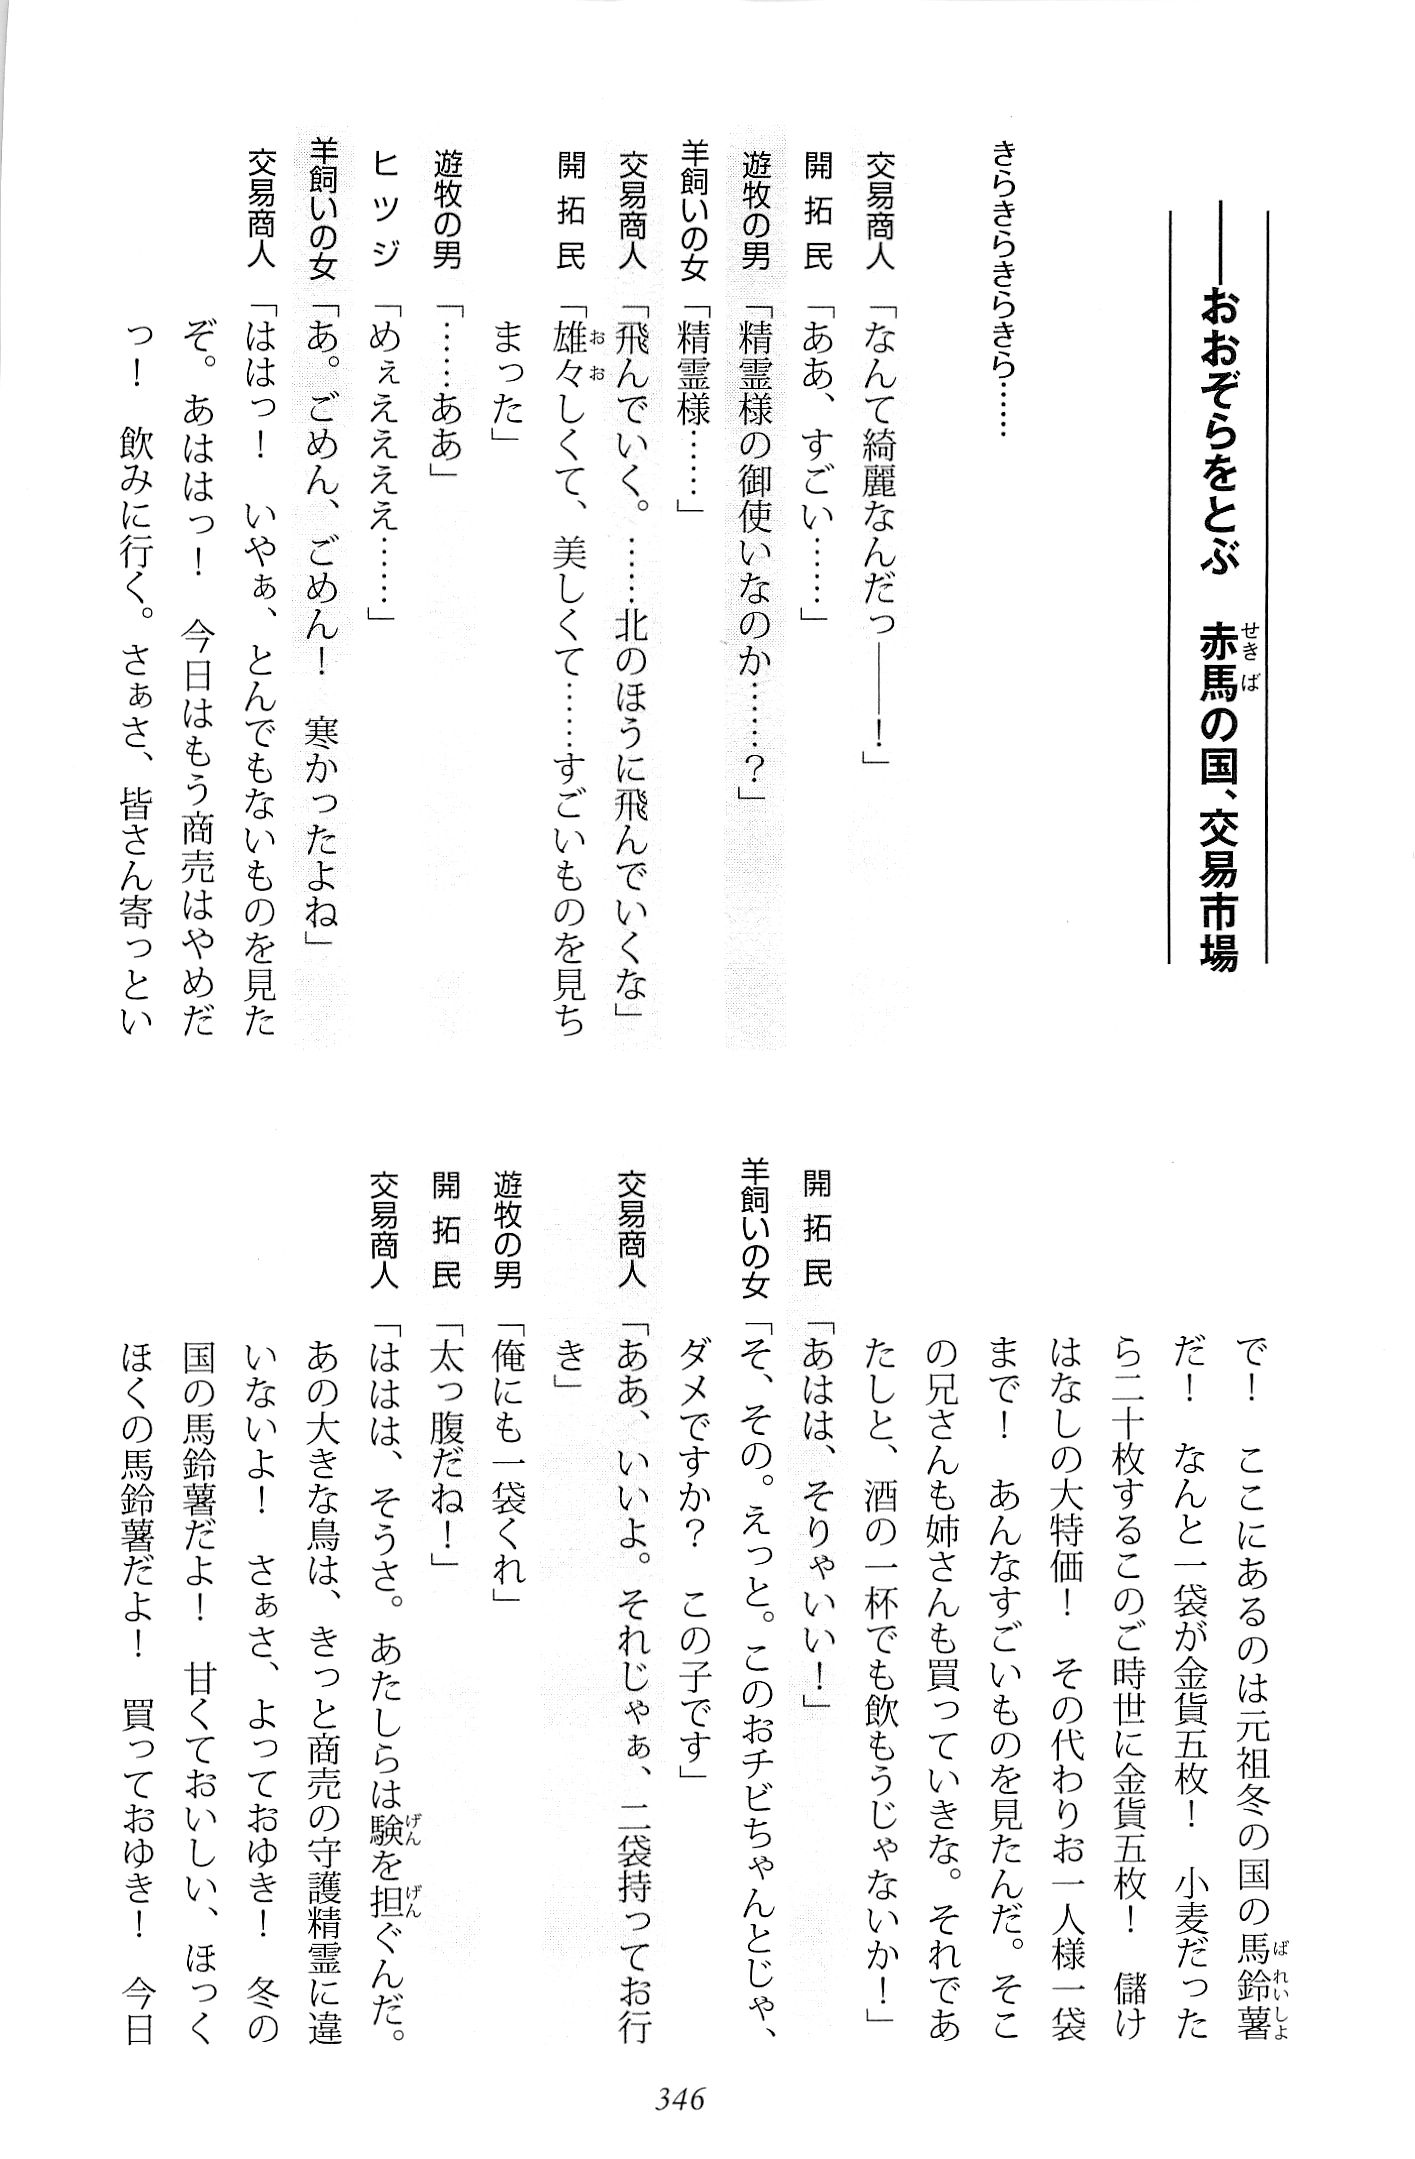 ――おおぞらをとぶ　赤馬の国、交易市場
せきば
きらきらきらきら……
交易商人「なんて綺麗なんだっ――！」
開拓民「ああ、すごい……」
遊牧の男「精霊様の御使いなのか……？」
羊飼いの女「精霊様……」
交易商人「飛んでいく。……北のほうに飛んでいくな」
開拓民「雄々しくて、美しくて……すごいものを見ち
おお
まった」
遊牧の男「……ああ」
ヒツジ「めぇえええ……」
羊飼いの女「あ。ごめん、ごめん！　寒かったよね」
交易商人「ははっ！　いやぁ、とんでもないものを見た
ぞ。あははっ！　今日はもう商売はやめだ
っ！　飲みに行く。さぁさ、皆さん寄っとい
で！　ここにあるのは元祖冬の国の馬鈴薯
ばれいしよ
だ！　なんと一袋が金貨五枚！　小麦だった
ら二十枚するこのご時世に金貨五枚！　儲け
はなしの大特価！　その代わりお一人様一袋
まで！　あんなすごいものを見たんだ。そこ
の兄さんも姉さんも買っていきな。それであ
たしと、酒の一杯でも飲もうじゃないか！」
開拓民「あはは、そりゃいい！」
羊飼いの女「そ、その。えっと。このおチビちゃんとじゃ、
ダメですか？　この子です」
交易商人「ああ、いいよ。それじゃぁ、二袋持ってお行
き」
遊牧の男「俺にも一袋くれ」
開拓民「太っ腹だね！」
交易商人「ははは、そうさ。あたしらは験を担ぐんだ。
げん　げん
あの大きな鳥は、きっと商売の守護精霊に違
いないよ！　さぁさ、よっておゆき！　冬の
国の馬鈴薯だよ！　甘くておいしい、ほっく
ほくの馬鈴薯だよ！　買っておゆき！　今日
346